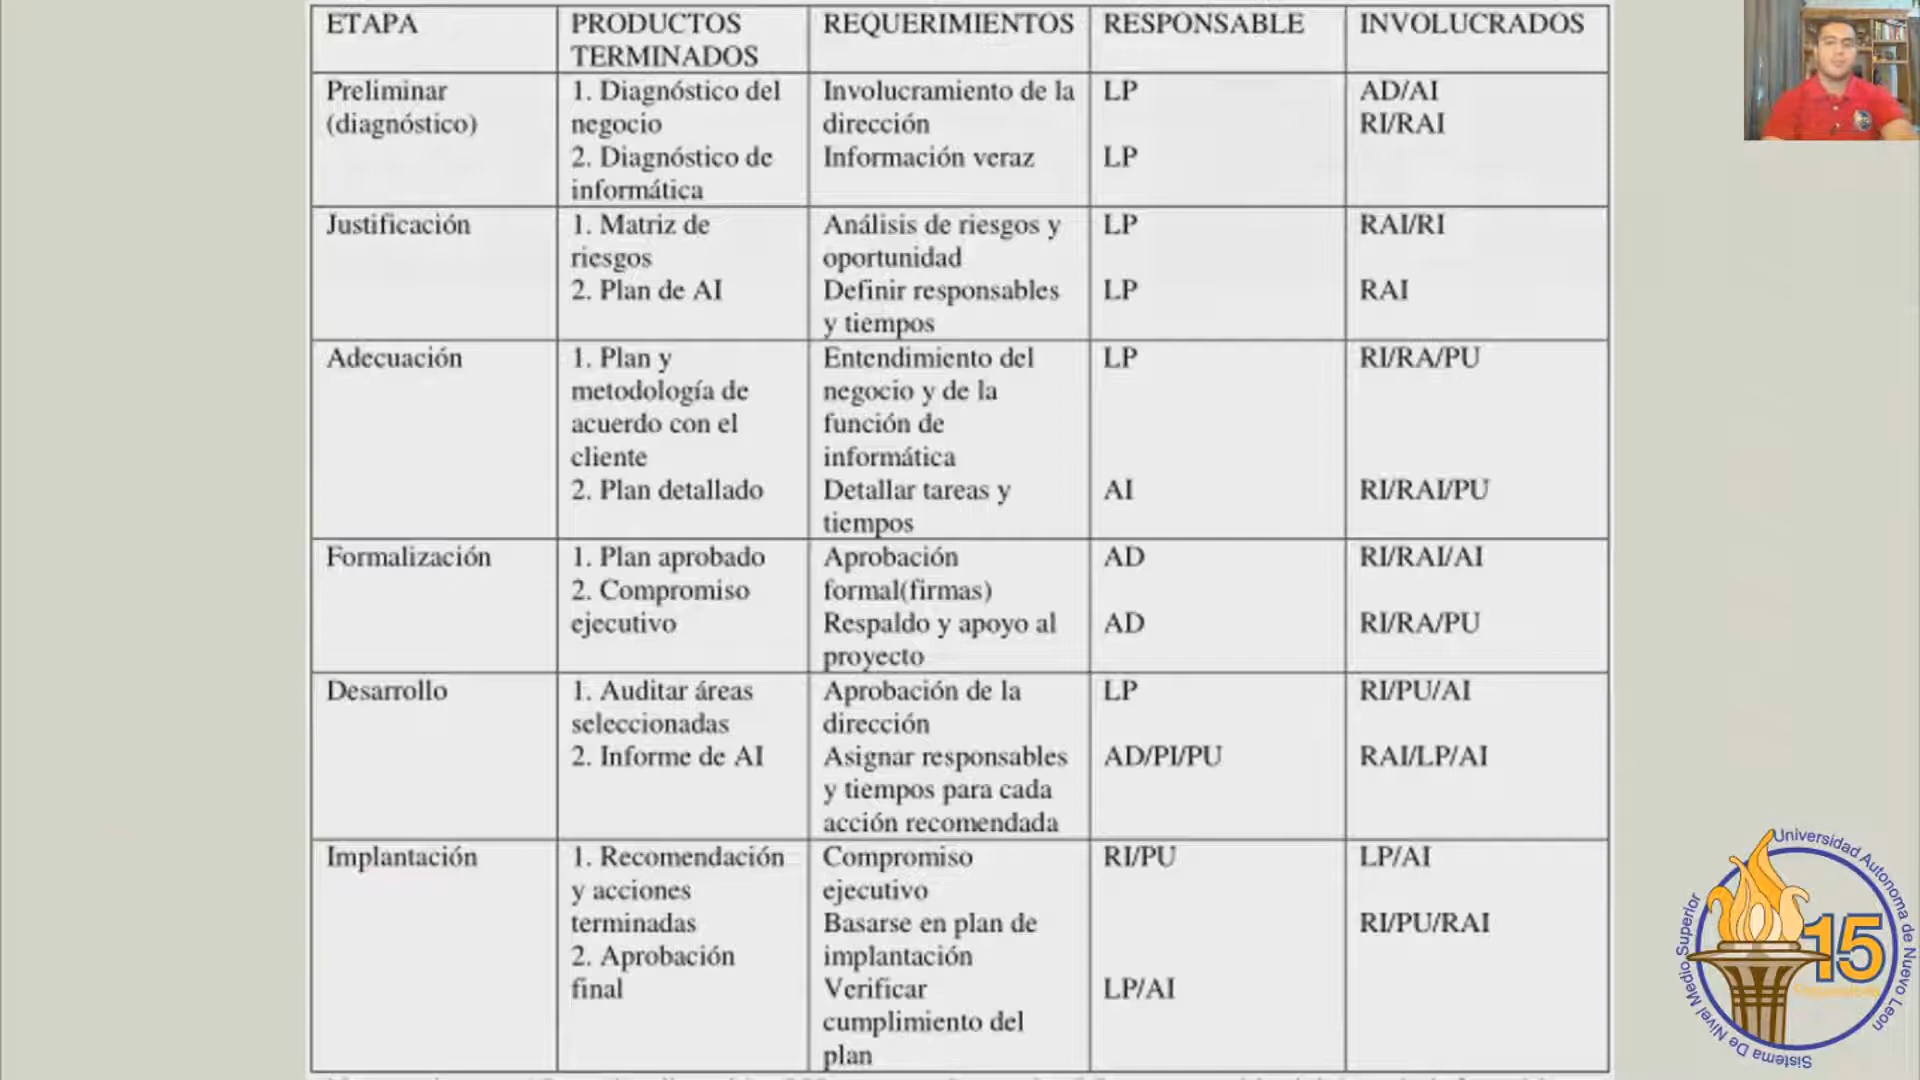 ETAPA
PRODUCTOS
TERMINADOS
REQUERIMIENTOS
RESPONSABLE
INVOLUCRADOS
Preliminar
(diagnóstico)
1. Diagnóstico del
negocio
2. Diagnóstico de
informática
Involucramiento de la
dirección
Información veraz
LP
LP
AD/AI
RI/RAI
Justificación
1. Matriz de
riesgos
2. Plan de AI
Análisis de riesgos y
oportunidad
Definir responsables
y tiempos
LP
LP
RAI/RI
RAI
Adecuación
1. Plan y
metodología de
acuerdo con el
cliente
2. Plan detallado
Entendimiento del
negocio y de la
función de
informática
Detallar tareas y
tiempos
LP
AI
RI/RA/PU
RI/RAI/PU
Formalización
1. Plan aprobado
2. Compromiso
ejecutivo
Aprobación
formal(firmas)
Respaldo y apoyo al
proyecto
AD
AD
RI/RAI/AI
RI/RA/PU
Desarrollo
1. Auditar áreas
seleccionadas
2. Informe de AI
Aprobación de la
dirección
Asignar responsables
y tiempos para cada
acción recomendada
LP
AD/PI/PU
RI/PU/AI
RAI/LP/AI
Implantación
1. Recomendación
y acciones
terminadas
2. Aprobación
final
Compromiso
ejecutivo
Basarse en plan de
implantación
Verificar
cumplimiento del
plan
RI/PU
LP/AI
LP/AI
RI/PU/RAI
Universidad Autonoma de Nuevo Leon
Sistema De Nivel Medio Superior
15